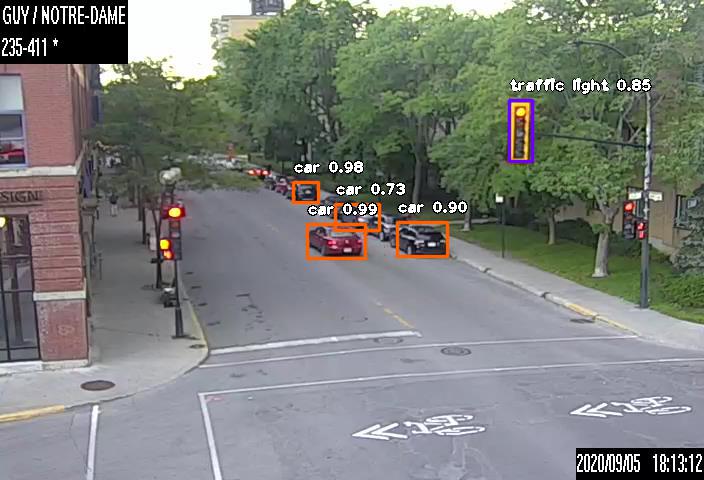 GUY / NOTRE-DAME
235-411 *
traffic light 0.85
car 0.98
car 0.73
car 0.99
car 0.90
SIGN
2020/09/05 18:13:12